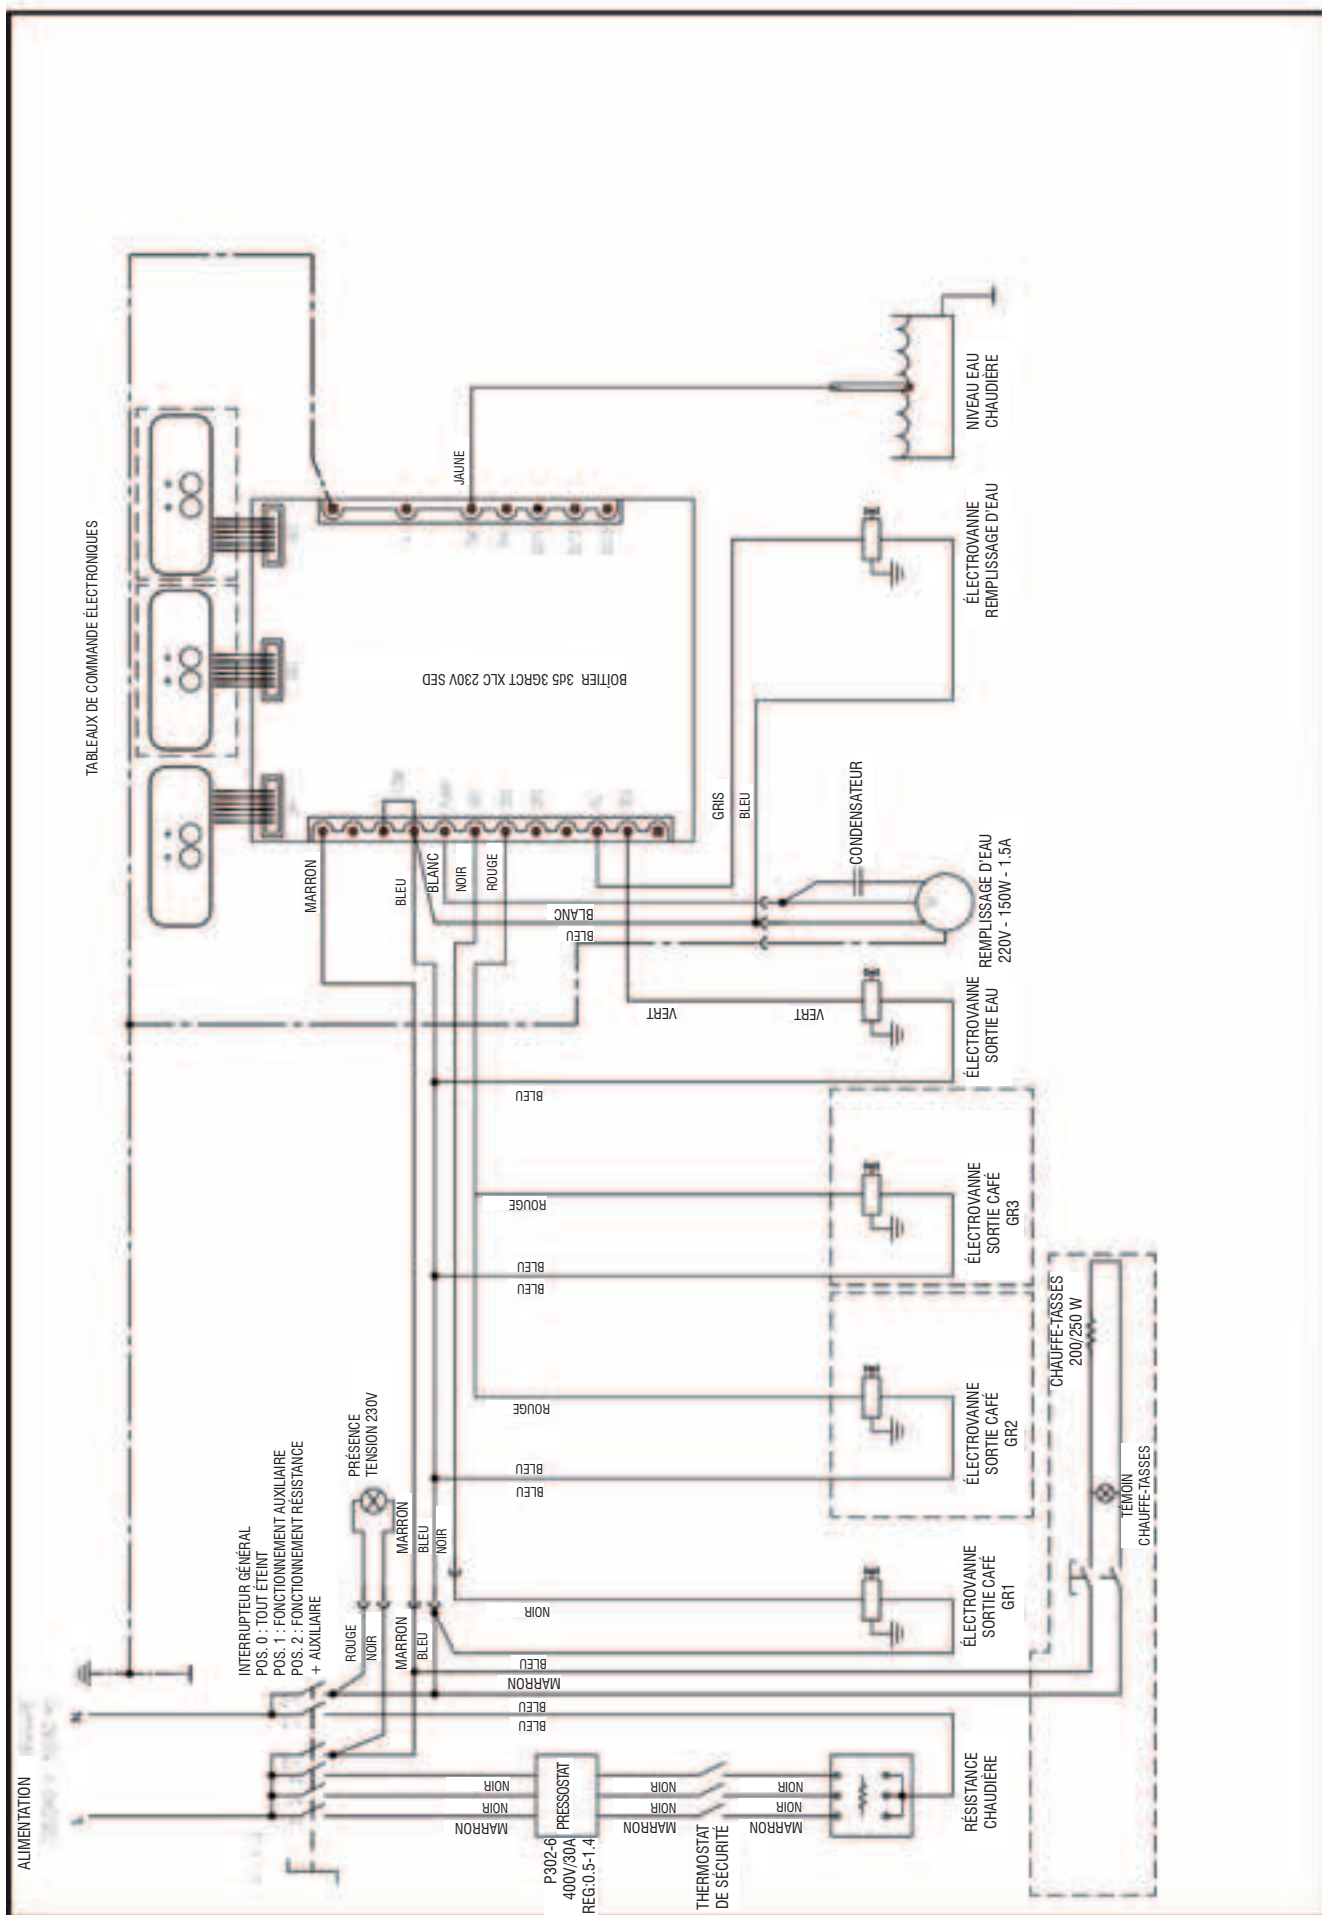 ALIMENTATION
L
N
INTERRUPTEUR GÉNÉRAL
POS. 0 : TOUT ÉTEINT
POS. 1 : FONCTIONNEMENT AUXILIAIRE
POS. 2 : FONCTIONNEMENT RÉSISTANCE
+ AUXILIAIRE
PRÉSENCE
TENSION 230V
TABLEAUX DE COMMANDE ÉLECTRONIQUES
BOÎTIER 3d5 3GRCT XLC 230V SED
ROUGE
NOIR
MARRON
BLEU
MARRON
BLEU
NOIR
MARRON
BLEU
BLANC
NOIR
ROUGE
JAUNE
GRIS
BLEU
BLANC
BLEU
VERT
VERT
BLEU
ROUGE
BLEU
BLEU
ROUGE
BLEU
BLEU
NOIR
BLEU
MARRON
BLEU
BLEU
NOIR
NOIR
MARRON
P302-6
400V/30A
REG:0.5-1.4
PRESSOSTAT
NOIR
NOIR
MARRON
THERMOSTAT
DE SÉCURITÉ
NOIR
NOIR
MARRON
RÉSISTANCE
CHAUDIÈRE
ÉLECTROVANNE
SORTIE CAFÉ
GR1
ÉLECTROVANNE
SORTIE CAFÉ
GR2
ÉLECTROVANNE
SORTIE CAFÉ
GR3
ÉLECTROVANNE
SORTIE EAU
REMPLISSAGE D'EAU
220V - 150W - 1.5A
CONDENSATEUR
ÉLECTROVANNE
REMPLISSAGE D'EAU
NIVEAU EAU
CHAUDIÈRE
CHAUFFE-TASSES
200/250 W
TÉMOIN
CHAUFFE-TASSES